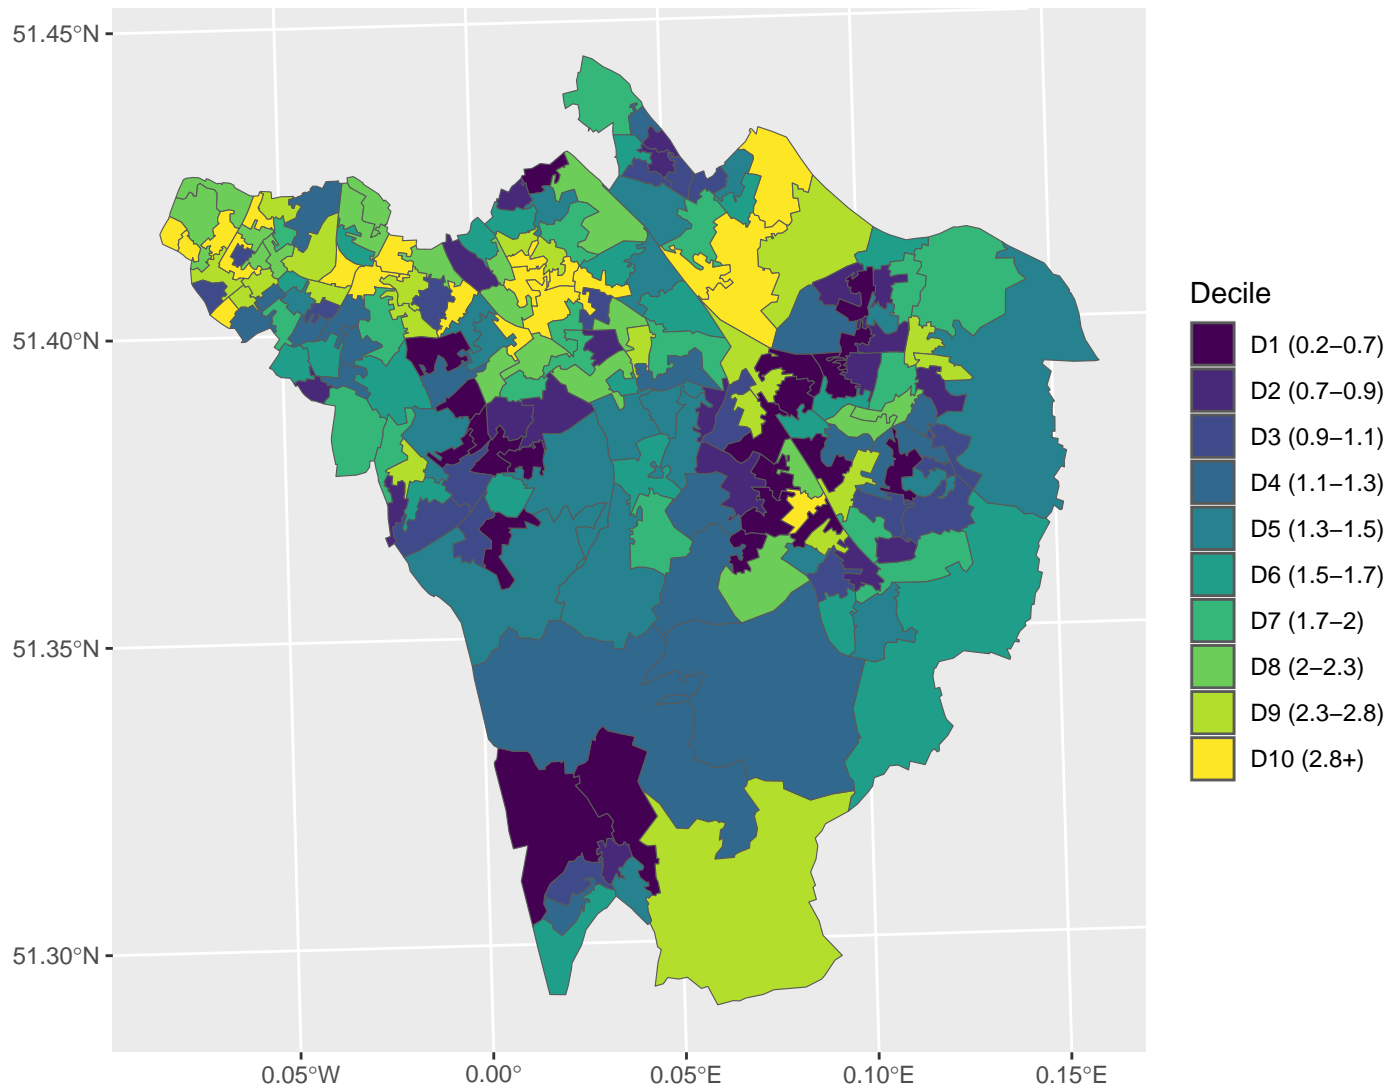 51.45°N
51.40°N
51.35°N
51.30°N
0.05°W
0.00°
0.05°E
0.10°E
0.15°E
Decile
D1 (0.2–0.7)
D2 (0.7–0.9)
D3 (0.9–1.1)
D4 (1.1–1.3)
D5 (1.3–1.5)
D6 (1.5–1.7)
D7 (1.7–2)
D8 (2–2.3)
D9 (2.3–2.8)
D10 (2.8+)